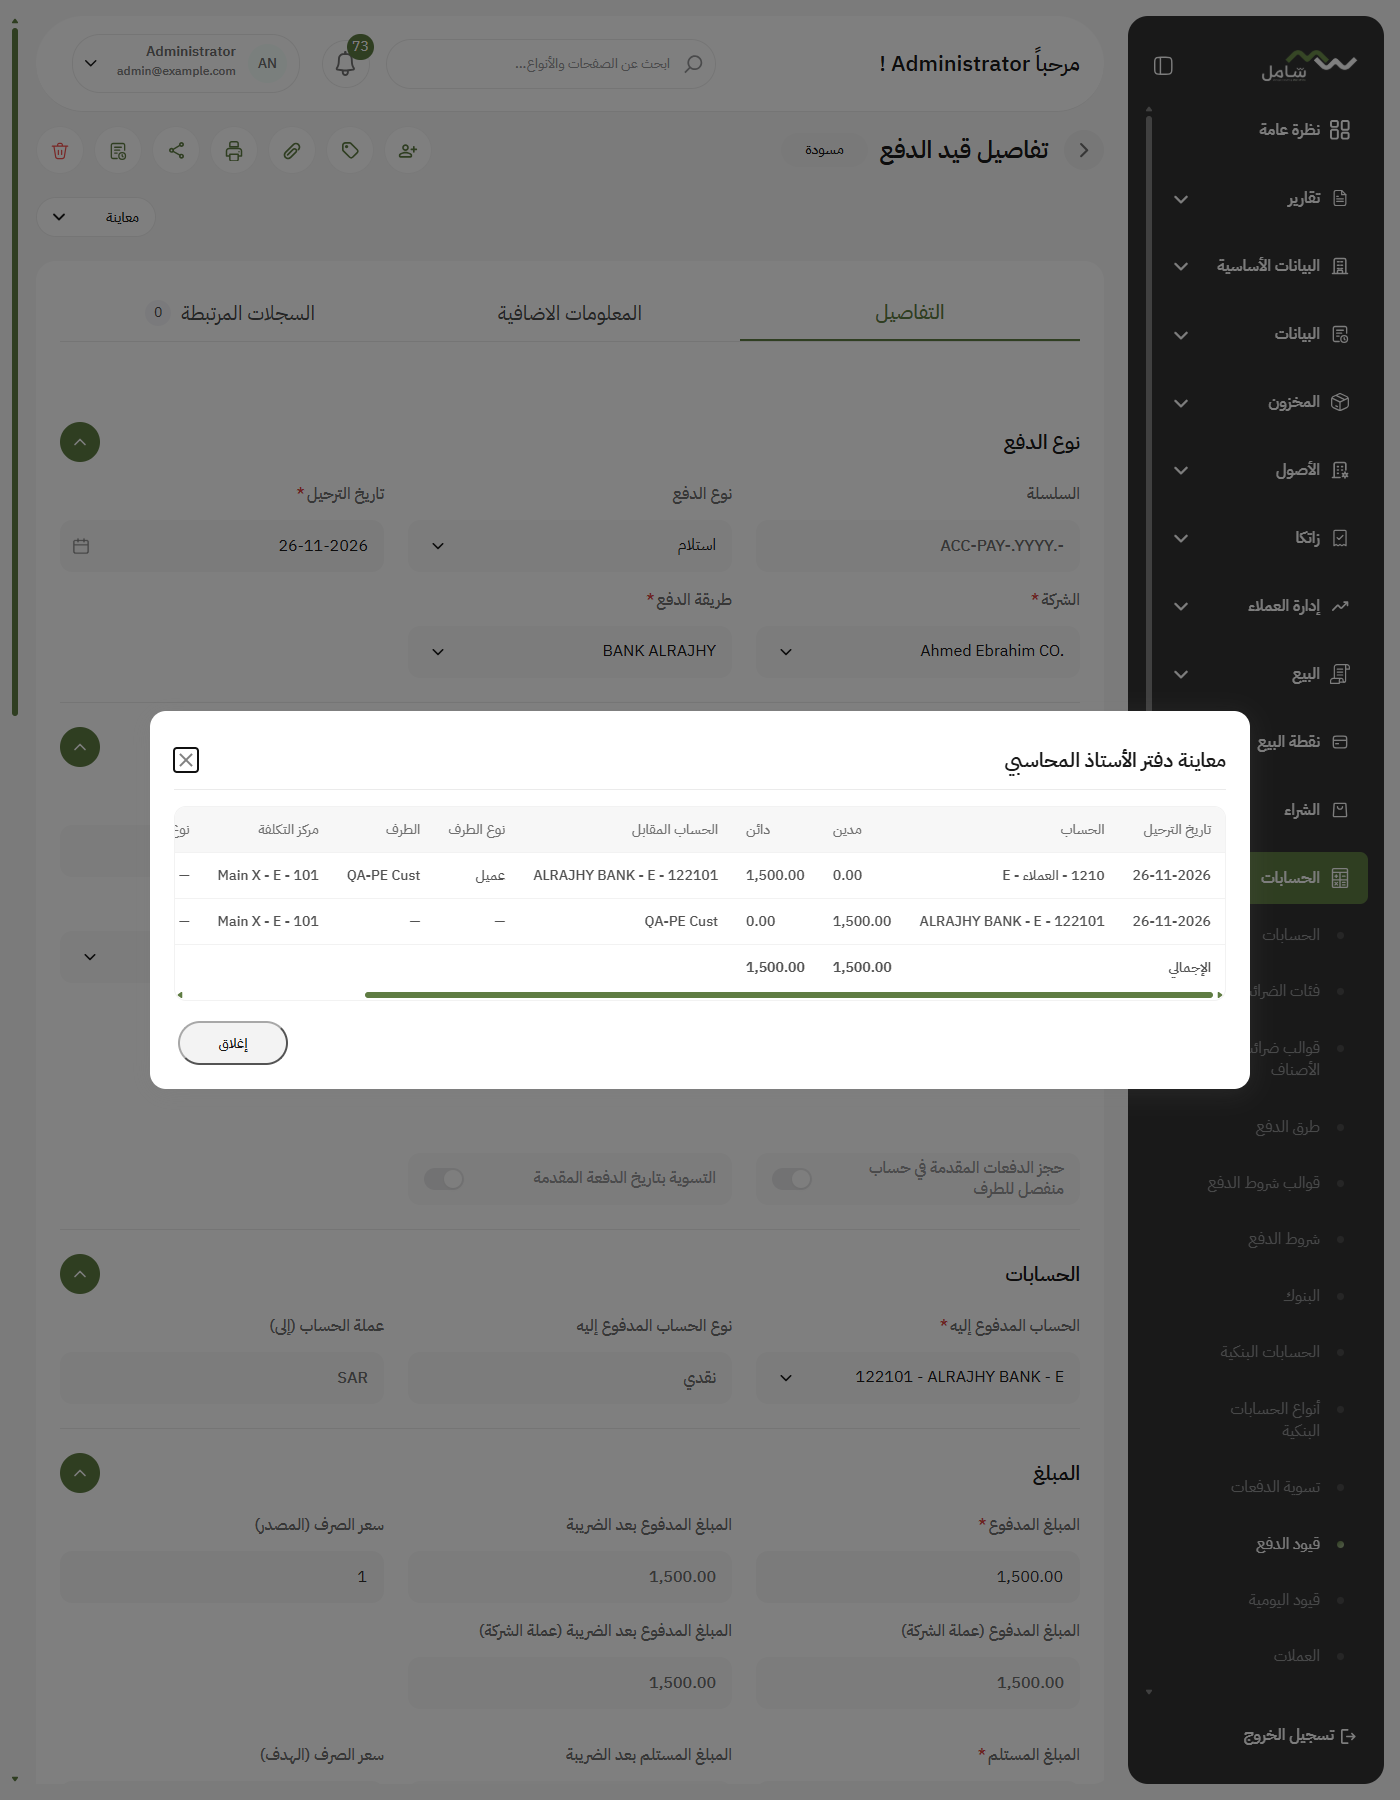 شامل
نظرة عامة
تقارير
البيانات الأساسية
البيانات
المخزون
الأصول
زاتكا
إدارة العملاء
البيع
نقطة البيع
الشراء
الحسابات
الحسابات
فئات الضرائب
قوالب ضرائب
الأصناف
طرق الدفع
قوالب شروط الدفع
شروط الدفع
البنوك
الحسابات البنكية
أنواع الحسابات
البنكية
تسوية الدفعات
قيود الدفع
قيود اليومية
العملات
تسجيل الخروج
مرحباً Administrator !
ابحث عن الصفحات والأنواع...
73
AN
Administrator
admin@example.com
تفاصيل قيد الدفع
مسودة
معاينة
التفاصيل
المعلومات الاضافية
السجلات المرتبطة 0
نوع الدفع
السلسلة
نوع الدفع
تاريخ الترحيل *
ACC-PAY-.YYYY.-
استلام
26-11-2026
الشركة *
طريقة الدفع *
Ahmed Ebrahim CO.
BANK ALRAJHY
معاينة دفتر الأستاذ المحاسبي
تاريخ الترحيل الحساب مدين دائن الحساب المقابل نوع الطرف الطرف مركز التكلفة نوع
26-11-2026 1210 - العملاء - E 0.00 1,500.00 ALRAJHY BANK - E - 122101 عميل QA-PE Cust Main X - E - 101 —
26-11-2026 ALRAJHY BANK - E - 122101 1,500.00 0.00 QA-PE Cust — — Main X - E - 101 —
الإجمالي 1,500.00 1,500.00
إغلاق
حجز الدفعات المقدمة في حساب
منفصل للطرف
التسوية بتاريخ الدفعة المقدمة
الحسابات
الحساب المدفوع إليه *
نوع الحساب المدفوع إليه
عملة الحساب (إلى)
122101 - ALRAJHY BANK - E
نقدي
SAR
المبلغ
المبلغ المدفوع *
المبلغ المدفوع بعد الضريبة
سعر الصرف (المصدر)
1,500.00
1,500.00
1
المبلغ المدفوع (عملة الشركة)
المبلغ المدفوع بعد الضريبة (عملة الشركة)
1,500.00
1,500.00
المبلغ المستلم *
المبلغ المستلم بعد الضريبة
سعر الصرف (الهدف)